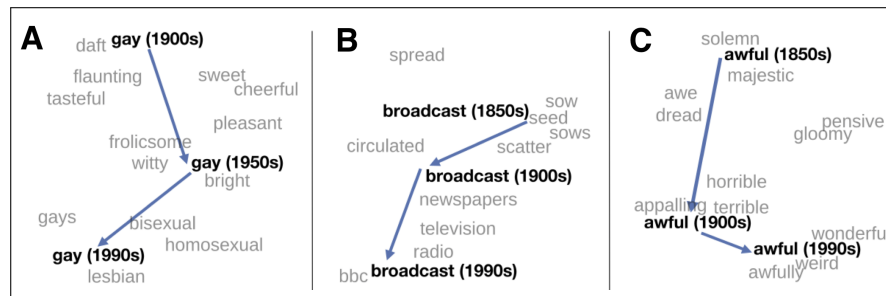 A
daft gay (1900s)
flaunting sweet
tasteful cheerful
pleasant
frolicsome
witty gay (1950s)
bright
gays bisexual
homosexual
gay (1990s)
lesbian
B
spread
broadcast (1850s) sow
seed
sows
circulated scatter
broadcast (1900s)
newspapers
television
radio
bbc broadcast (1990s)
C
solemn
awful (1850s)
majestic
awe
dread pensive
gloomy
horrible
appalling terrible
awful (1900s)
wonderfu
awful (1990s)
weird
awfully